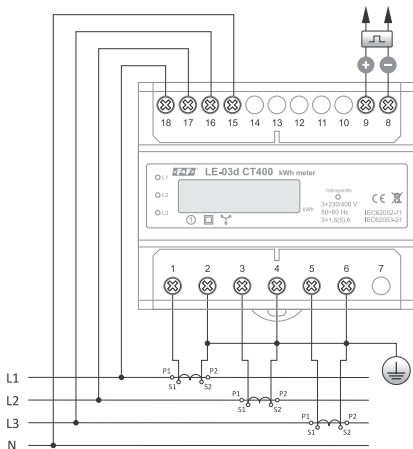 + −
18 17 16 15 14 13 12 11 10 9 8
F&F LE-03d CT400 kWh meter
L1
L2
L3
kWh
3×230/400 V
50÷60 Hz
3×1,5(5) A
CE
IEC62052-11
IEC62053-21
1
1 2 3 4 5 6 7
L1 P1 P2
S1 S2
L2 P1 P2
S1 S2
L3 P1 P2
S1 S2
N